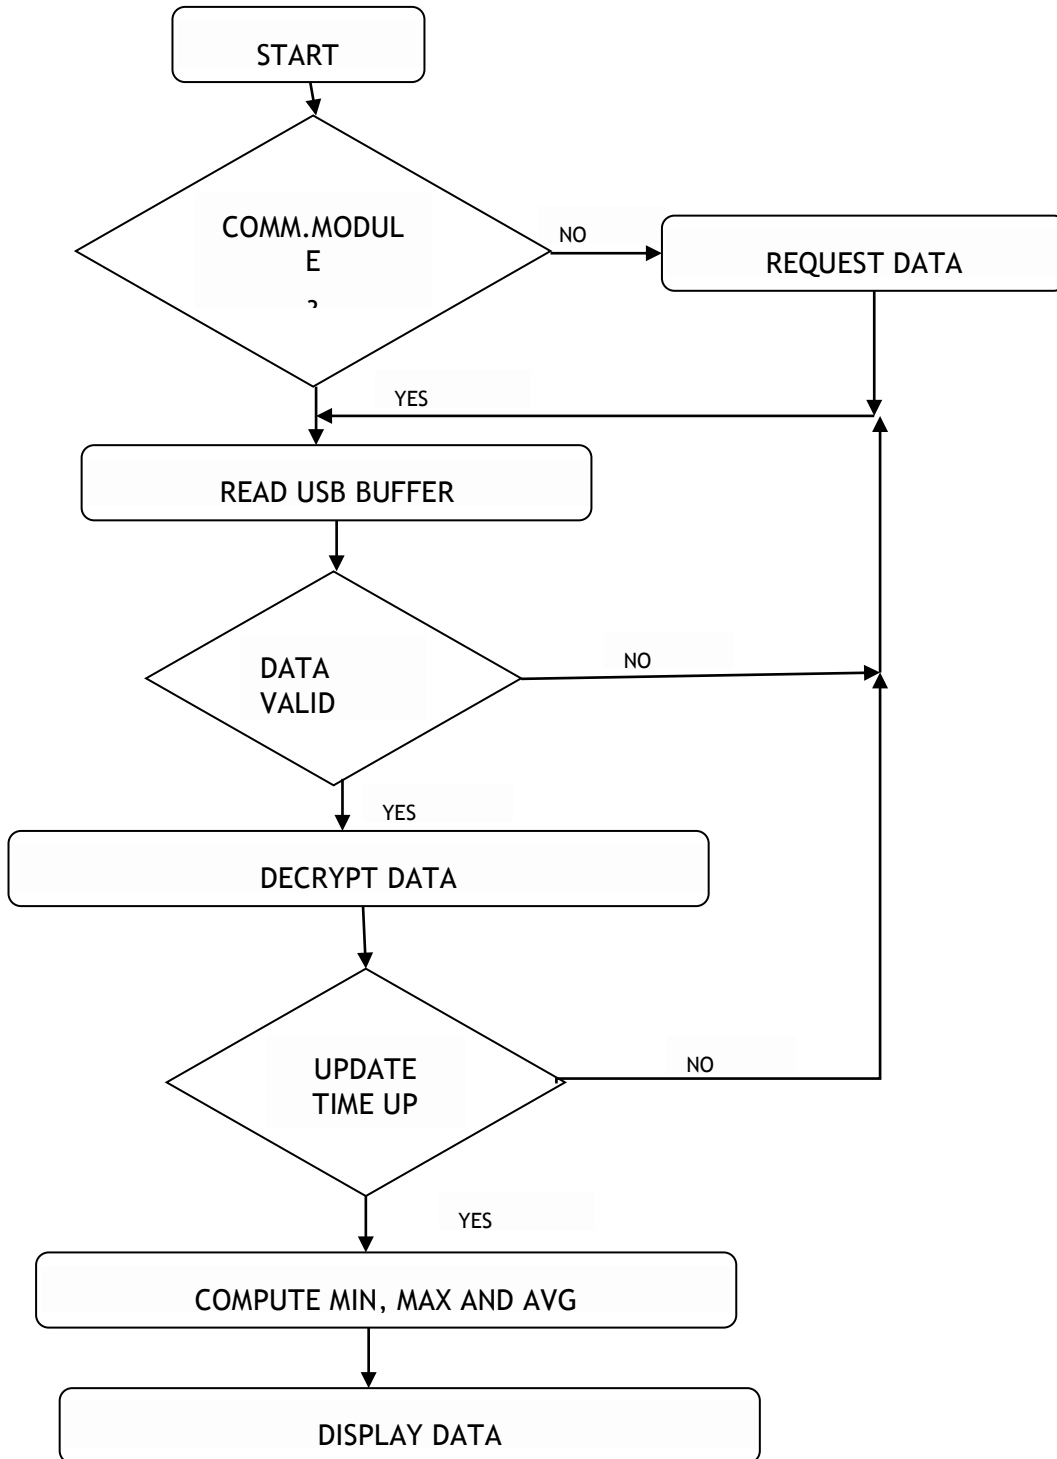 START
COMM.MODUL
E
?
NO
REQUEST DATA
YES
READ USB BUFFER
DATA
VALID
NO
YES
DECRYPT DATA
UPDATE
TIME UP
NO
YES
COMPUTE MIN, MAX AND AVG
DISPLAY DATA